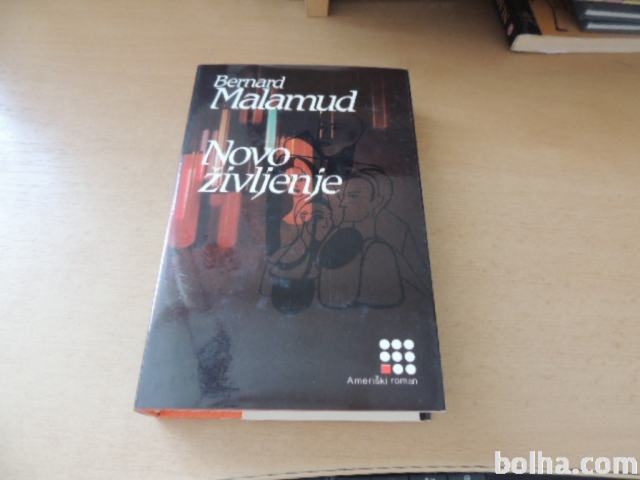 Bernard
Malamud
Novo
življenje
Ameriški roman
bolha.com